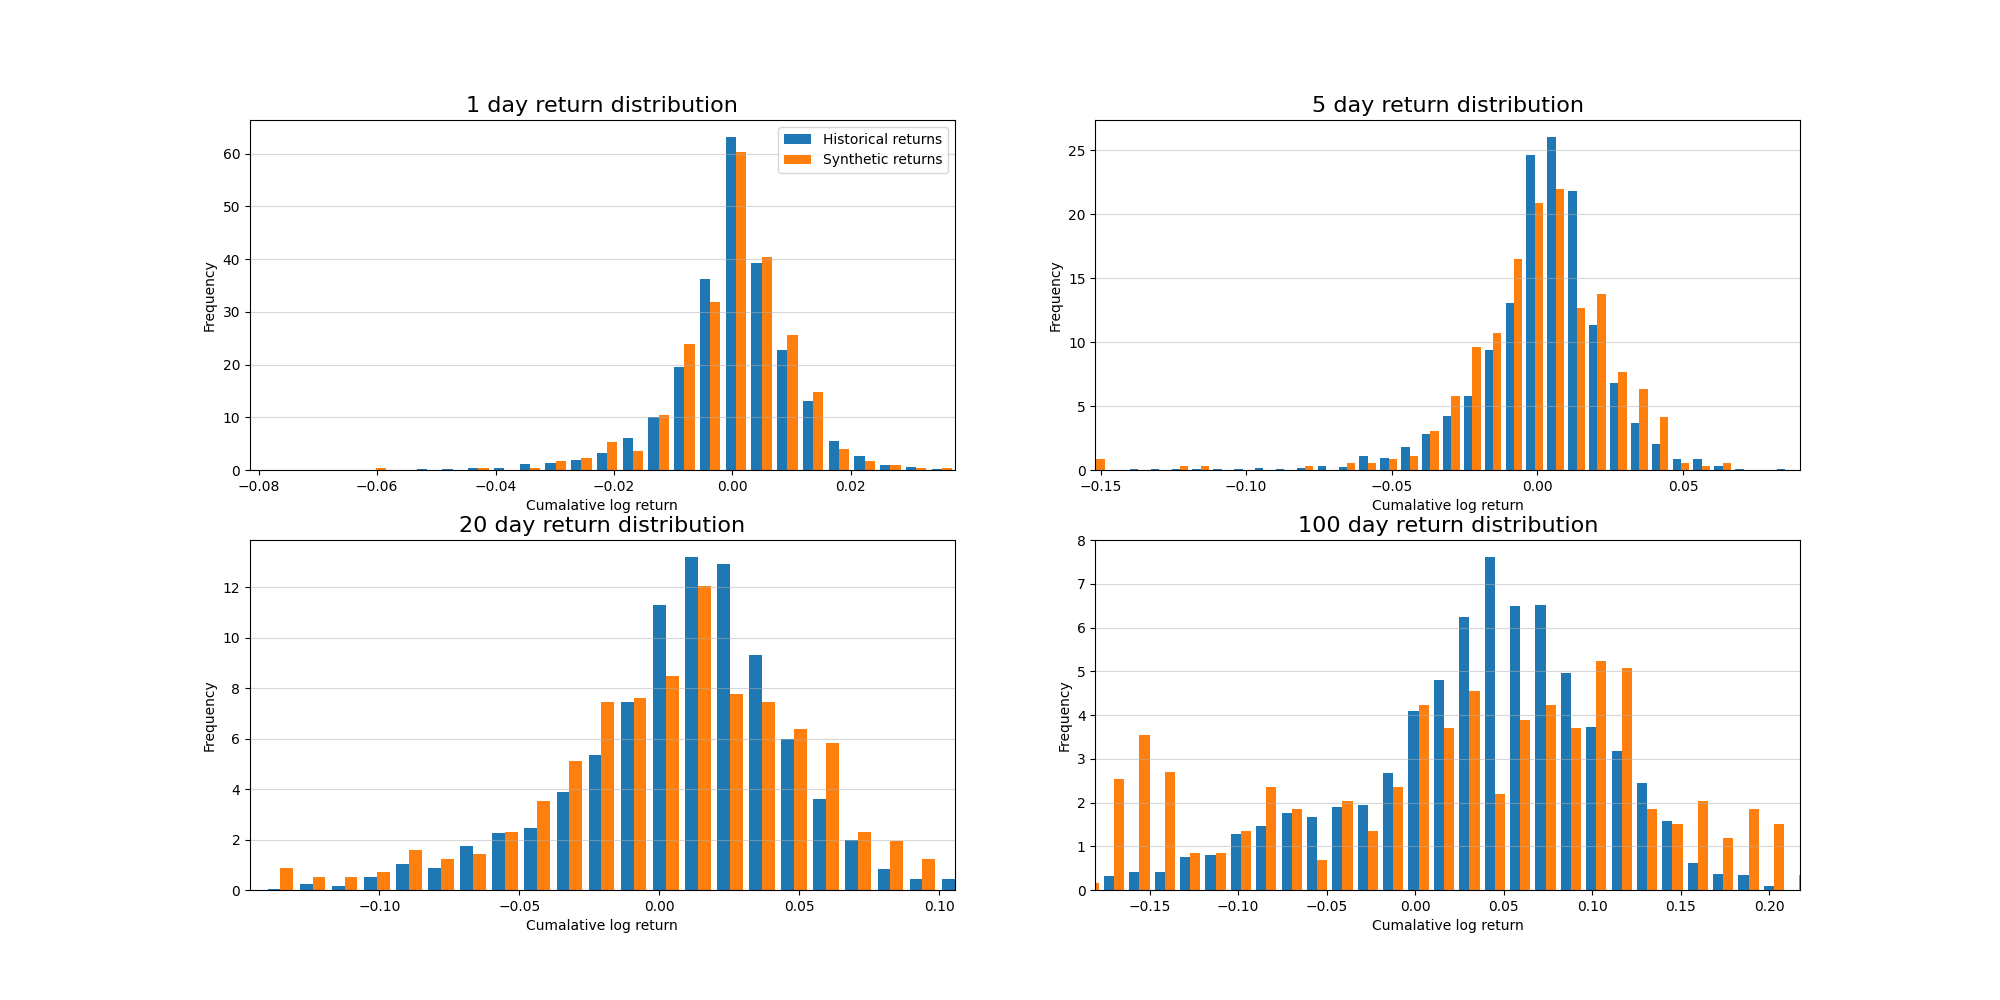 1 day return distribution
Frequency
60
50
40
30
20
10
0
Historical returns
Synthetic returns
−0.08 −0.06 −0.04 −0.02 0.00 0.02
Cumalative log return
5 day return distribution
Frequency
25
20
15
10
5
0
−0.15 −0.10 −0.05 0.00 0.05
Cumalative log return
20 day return distribution
Frequency
12
10
8
6
4
2
0
−0.10 −0.05 0.00 0.05 0.10
Cumalative log return
100 day return distribution
Frequency
8
7
6
5
4
3
2
1
0
−0.15 −0.10 −0.05 0.00 0.05 0.10 0.15 0.20
Cumalative log return